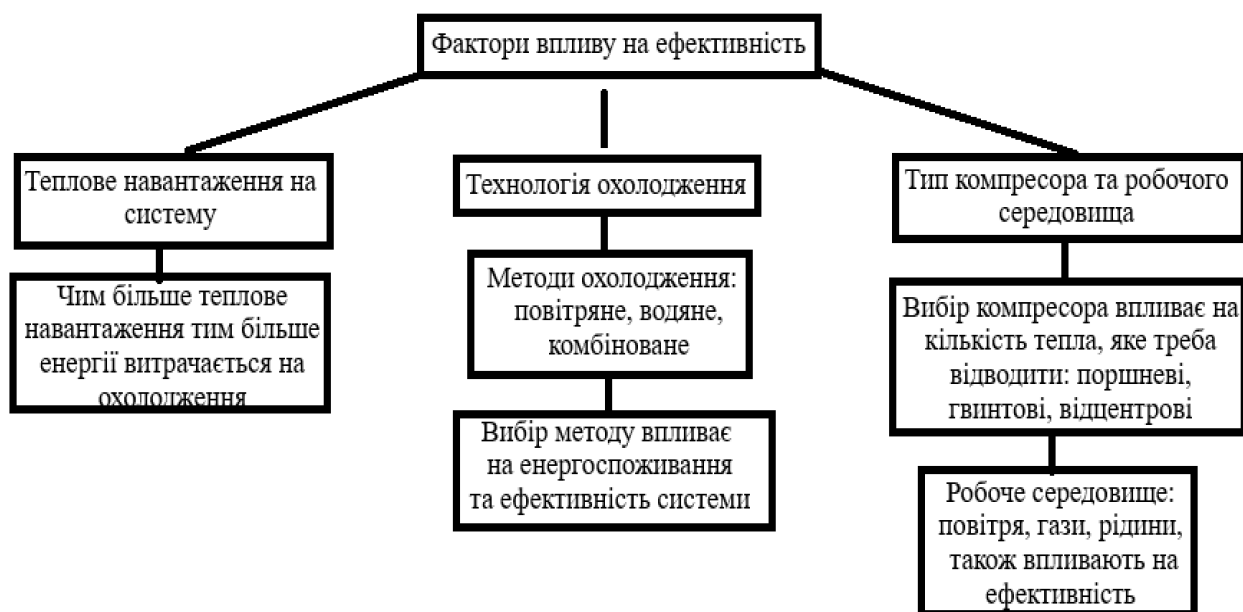 Фактори впливу на ефективність
Теплове навантаження на
систему
Чим більше теплове
навантаження тим більше
енергії витрачається на
охолодження
Технологія охолодження
Методи охолодження:
повітряне, водяне,
комбіноване
Вибір методу впливає
на енергоспоживання
та ефективність системи
Тип компресора та робочого
середовища
Вибір компресора впливає на
кількість тепла, яке треба
відводити: поршневі,
гвинтові, відцентрові
Робоче середовище:
повітря, гази, рідини,
також впливають на
ефективність